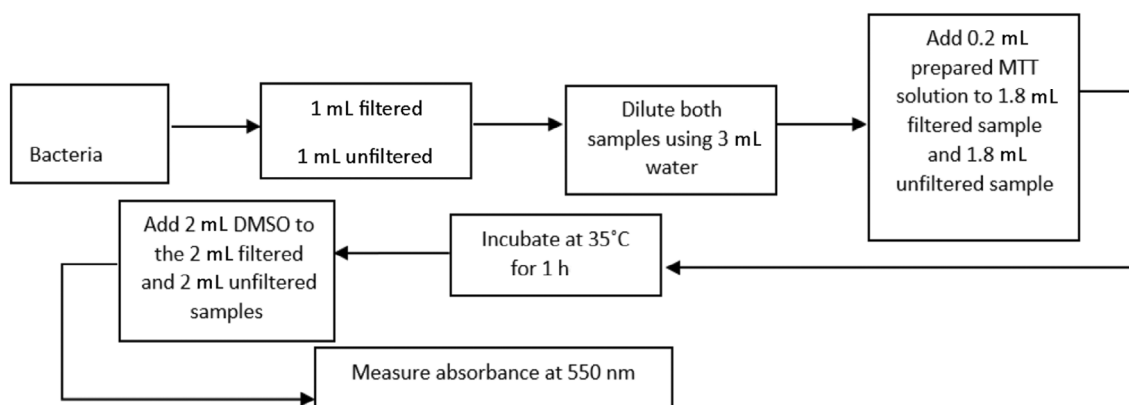 Bacteria
1 mL filtered
1 mL unfiltered
Dilute both
samples using 3 mL
water
Add 0.2 mL
prepared MTT
solution to 1.8 mL
filtered sample
and 1.8 mL
unfiltered sample
Incubate at 35˚C
for 1 h
Add 2 mL DMSO to
the 2 mL filtered
and 2 mL unfiltered
samples
Measure absorbance at 550 nm